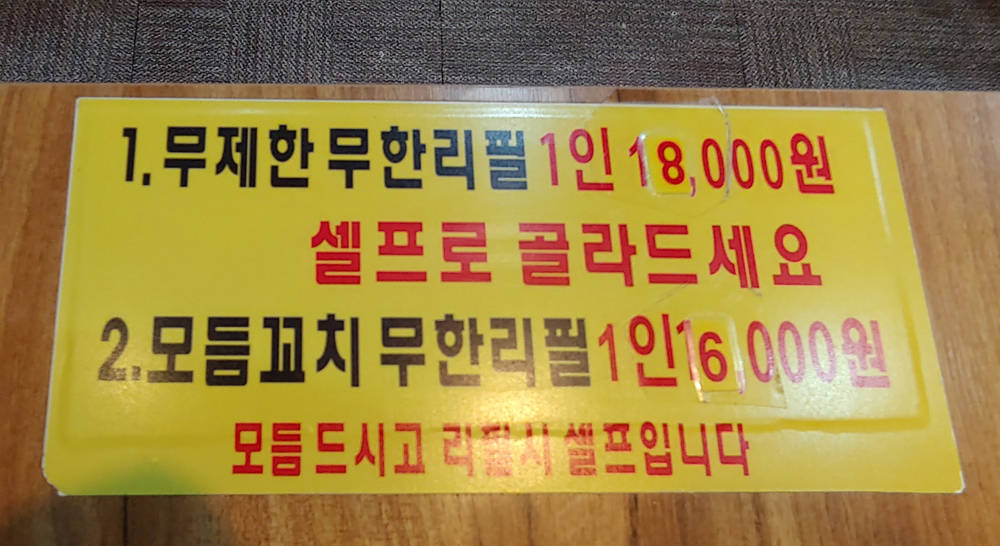 1. 무제한 무한리필 1인 18,000원
셀프로 골라드세요
2. 모듬꼬치 무한리필 1인 16,000원
모듬 드시고 리필시 셀프입니다